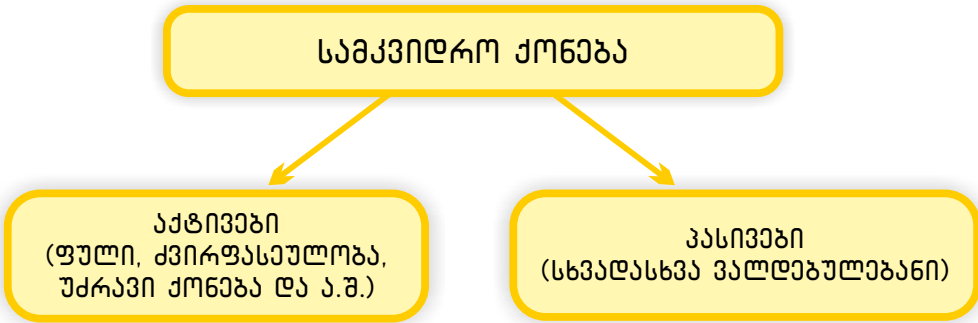 სამკვიდრო ქონება
აქტივები
(ფული, ძვირფასეულობა,
უძრავი ქონება და ა.შ.)
პასივები
(სხვადასხვა ვალდებულებანი)